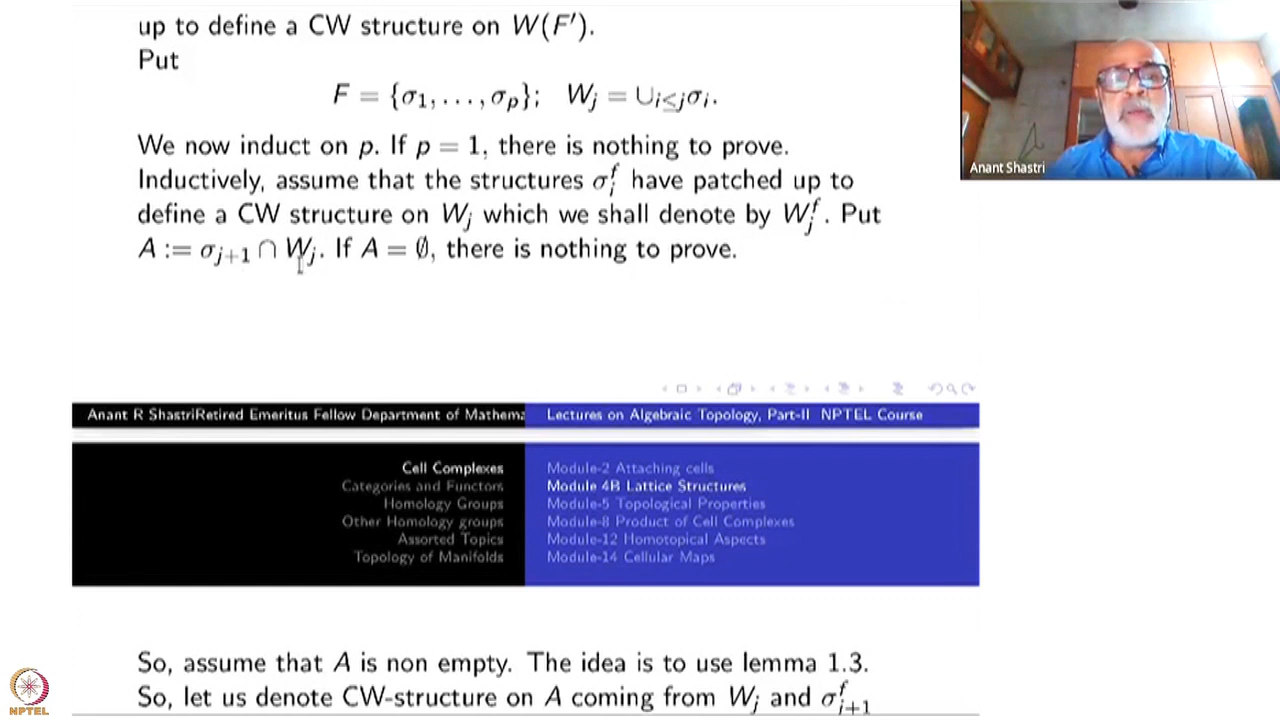 up to define a CW structure on W(F′).
Put
F = {σ₁, . . . , σₚ};   Wⱼ = ∪ᵢ≤ⱼσᵢ.
We now induct on p. If p = 1, there is nothing to prove.
Inductively, assume that the structures σᵢᶠ have patched up to
define a CW structure on Wⱼ which we shall denote by Wⱼᶠ. Put
A := σⱼ₊₁ ∩ Wⱼ. If A = ∅, there is nothing to prove.
Anant Shastri
Anant R ShastriRetired Emeritus Fellow Department of Mathema
Lectures on Algebraic Topology, Part-II  NPTEL Course
Cell Complexes
Categories and Functors
Homology Groups
Other Homology groups
Assorted Topics
Topology of Manifolds
Module-2 Attaching cells
Module 4B Lattice Structures
Module-5 Topological Properties
Module-8 Product of Cell Complexes
Module-12 Homotopical Aspects
Module-14 Cellular Maps
So, assume that A is non empty. The idea is to use lemma 1.3.
So, let us denote CW-structure on A coming from Wⱼ and σᶠⱼ₊₁
NPTEL